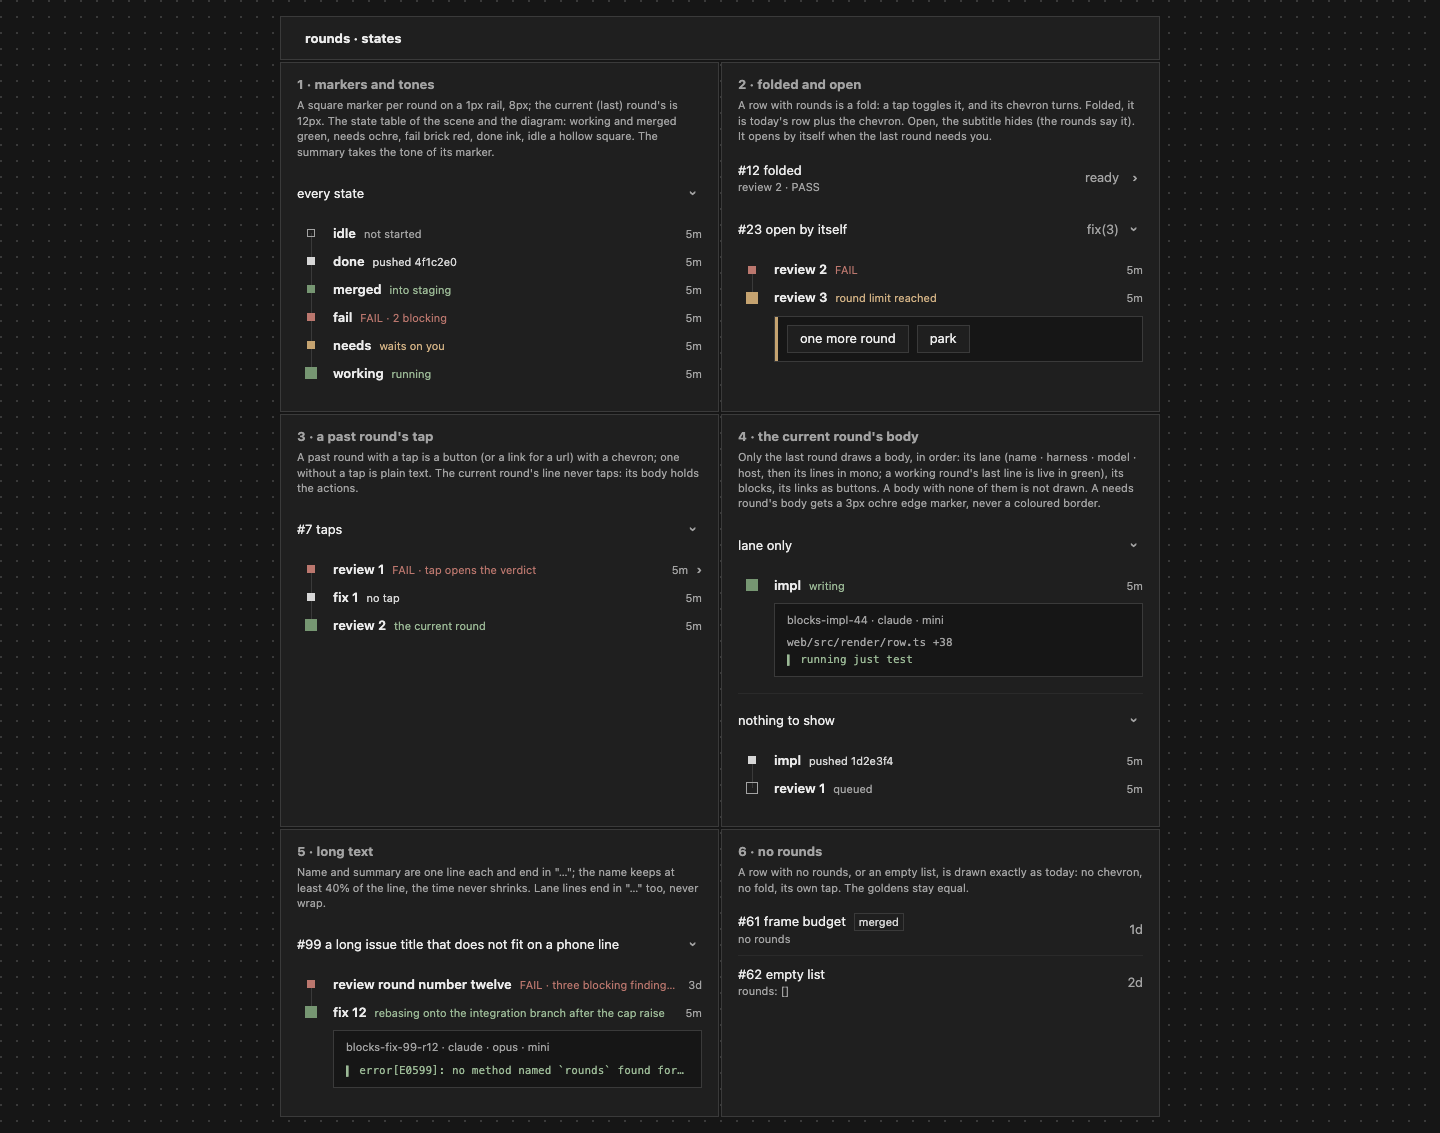 rounds · states
1 · markers and tones
A square marker per round on a 1px rail, 8px; the current (last) round's is
12px. The state table of the scene and the diagram: working and merged
green, needs ochre, fail brick red, done ink, idle a hollow square. The
summary takes the tone of its marker.
every state
idle not started 5m
done pushed 4f1c2e0 5m
merged into staging 5m
fail FAIL · 2 blocking 5m
needs waits on you 5m
working running 5m
2 · folded and open
A row with rounds is a fold: a tap toggles it, and its chevron turns. Folded, it
is today's row plus the chevron. Open, the subtitle hides (the rounds say it).
It opens by itself when the last round needs you.
#12 folded ready
review 2 · PASS
#23 open by itself fix(3)
review 2 FAIL 5m
review 3 round limit reached 5m
one more round park
3 · a past round's tap
A past round with a tap is a button (or a link for a url) with a chevron; one
without a tap is plain text. The current round's line never taps: its body holds
the actions.
#7 taps
review 1 FAIL · tap opens the verdict 5m
fix 1 no tap 5m
review 2 the current round 5m
4 · the current round's body
Only the last round draws a body, in order: its lane (name · harness · model ·
host, then its lines in mono; a working round's last line is live in green), its
blocks, its links as buttons. A body with none of them is not drawn. A needs
round's body gets a 3px ochre edge marker, never a coloured border.
lane only
impl writing 5m
blocks-impl-44 · claude · mini
web/src/render/row.ts +38
running just test
nothing to show
impl pushed 1d2e3f4 5m
review 1 queued 5m
5 · long text
Name and summary are one line each and end in "…"; the name keeps at
least 40% of the line, the time never shrinks. Lane lines end in "…" too, never
wrap.
#99 a long issue title that does not fit on a phone line
review round number twelve FAIL · three blocking finding… 3d
fix 12 rebasing onto the integration branch after the cap raise 5m
blocks-fix-99-r12 · claude · opus · mini
error[E0599]: no method named `rounds` found for…
6 · no rounds
A row with no rounds, or an empty list, is drawn exactly as today: no chevron,
no fold, its own tap. The goldens stay equal.
#61 frame budget merged 1d
no rounds
#62 empty list 2d
rounds: []